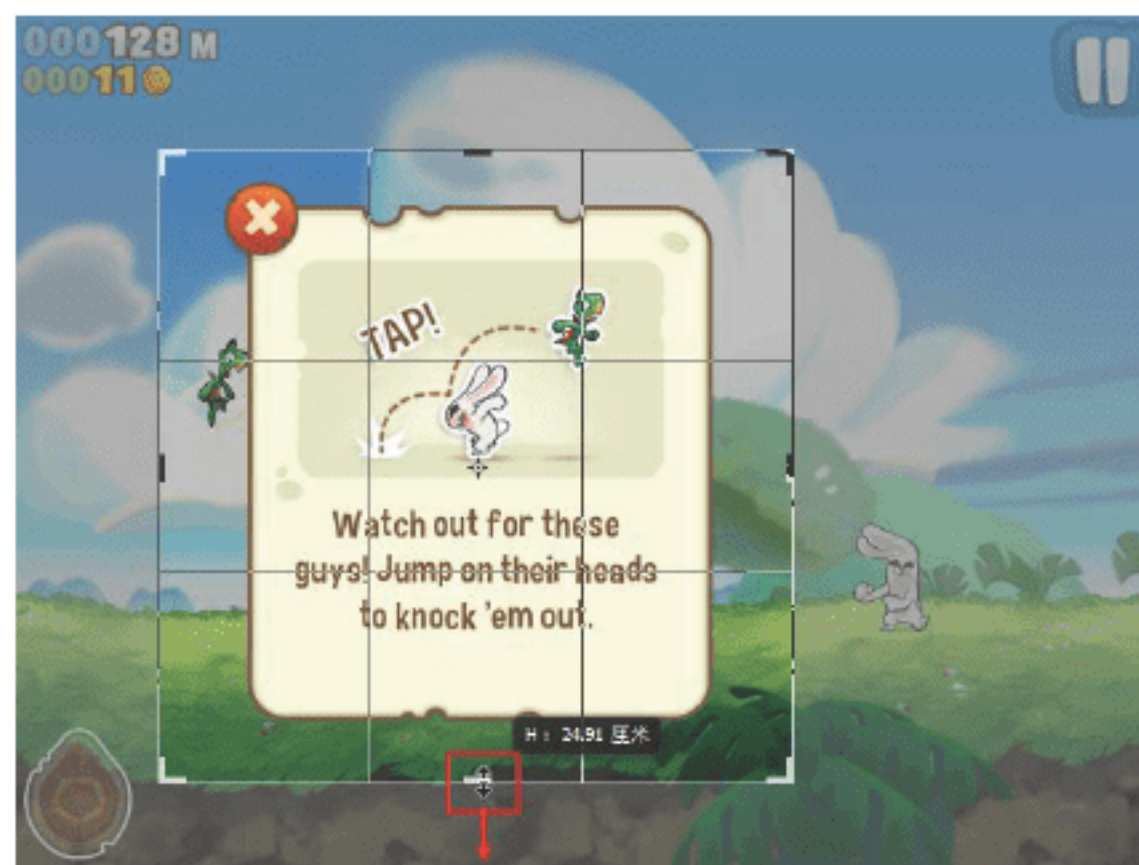 000128 M
00011
TAP!
Watch out for these
guys! Jump on their heads
to knock 'em out.
H: 24.91 厘米